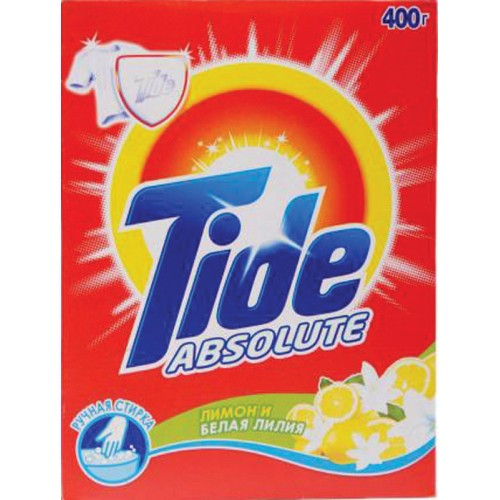 400г
Tide
Tide
ABSOLUTE
ЛИМОН И
БЕЛАЯ ЛИЛИЯ
РУЧНАЯ СТИРКА